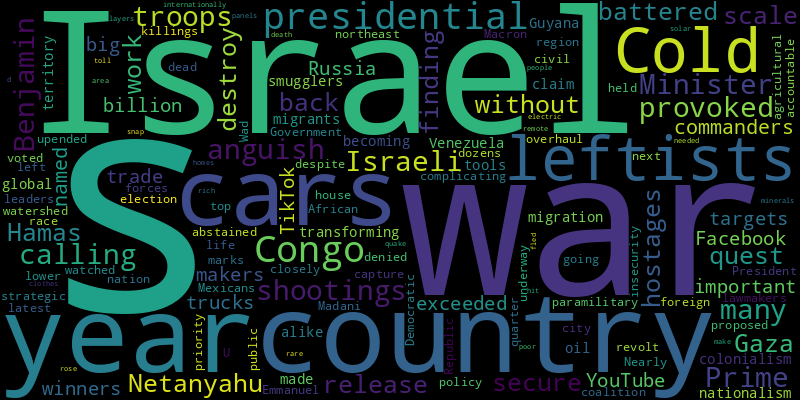 layers
internationally
death
panels
solar
Israel
troops
presidential
battered
scale
killings
big
Guyana
Macron
northeast
region
Cold
Benjamin
territory
work
dead
destroy
Russia
finding
civil
Minister
agricultural
accountable
smugglers
people
claim
held
area
toll
billion
back
without
provoked
upended
snap
Wad
migrants
Government
electric
commanders
voted
anguish
becoming
Venezuela
remote
overhaul
needed
left
named
despite
dozens
leftists
next
global
trade
Israeli
tools
homes
leaders
forces
complicating
War
watershed
election
TikTok
rich
house
S
cars
race
top
African
migration
hostages
targets
Hamas
abstained
transforming
Facebook
calling
Congo
quake
life
denied
fled
going
insecurity
quest
watched
lower
makers
marks
closely
capture
underway
minerals
President
nation
clothes
Mexicans
shootings
important
strategic
trucks
Madani
exceeded
hit
paramilitary
foreign
lawmakers
latest
year
country
Democratic
quarter
city
many
proposed
priority
public
alike
revolt
make
Gaza
Republic
oil
U
poor
Nearly
colonialism
rose
made
rare
policy
YouTube
Prime
winners
Netanyahu
Emmanuel
release
secure
coalition
nationalism